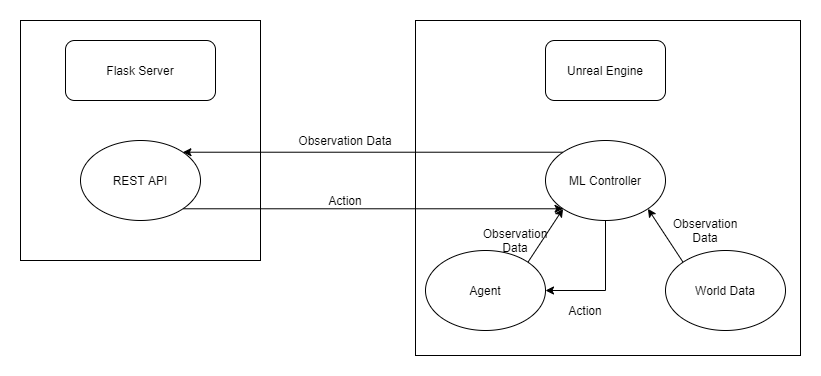 Flask Server
Unreal Engine
Observation Data
REST API
ML Controller
Action
Observation
Data
Observation
Data
Agent
World Data
Action